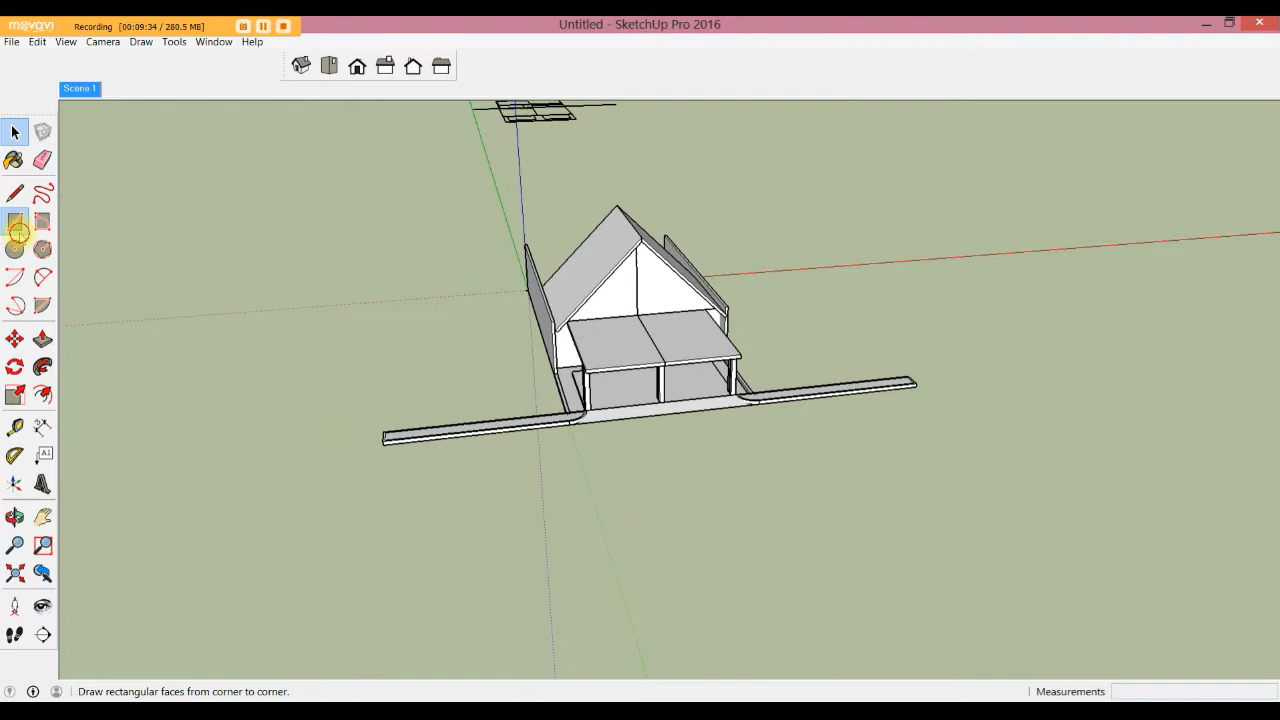 movavi
Recording [00:09:34 / 280.5 MB]
Untitled - SketchUp Pro 2016
File Edit View Camera Draw Tools Window Help
Scene 1
A1
Draw rectangular faces from corner to corner.
Measurements